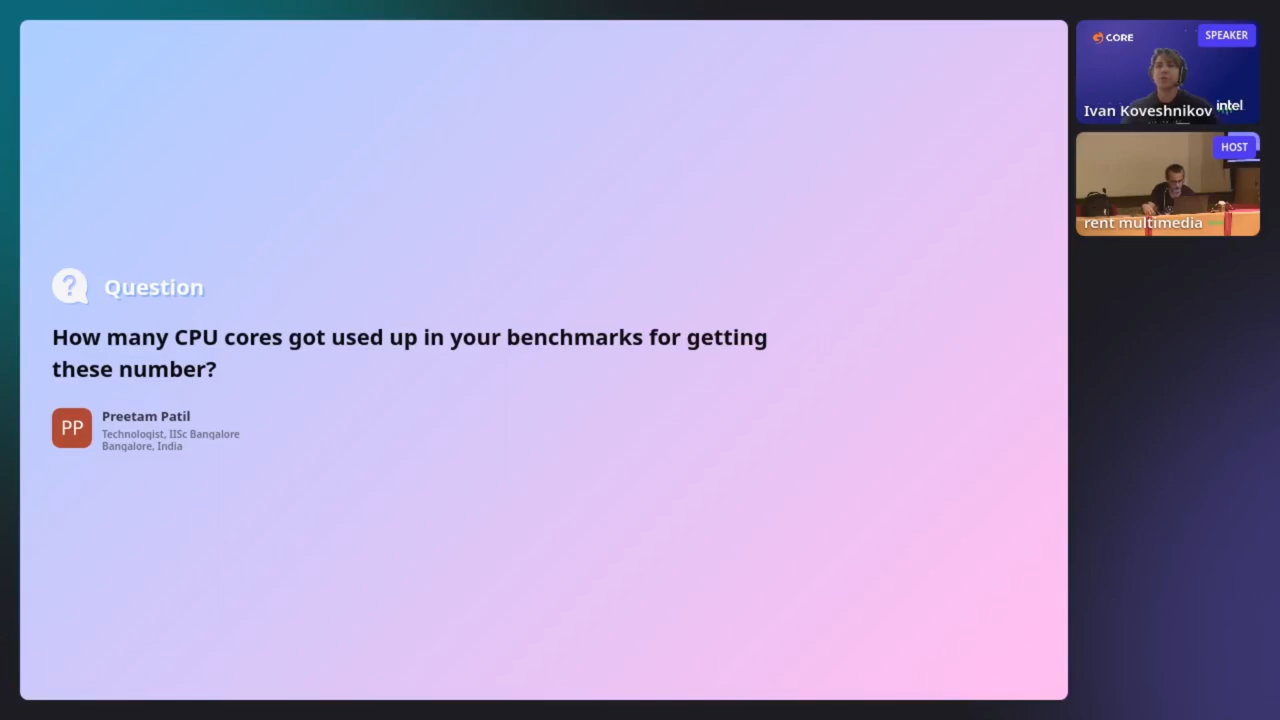 Question
How many CPU cores got used up in your benchmarks for getting
these number?
PP
Preetam Patil
Technologist, IISc Bangalore
Bangalore, India
CORE
SPEAKER
Ivan Koveshnikov
intel
HOST
rent multimedia